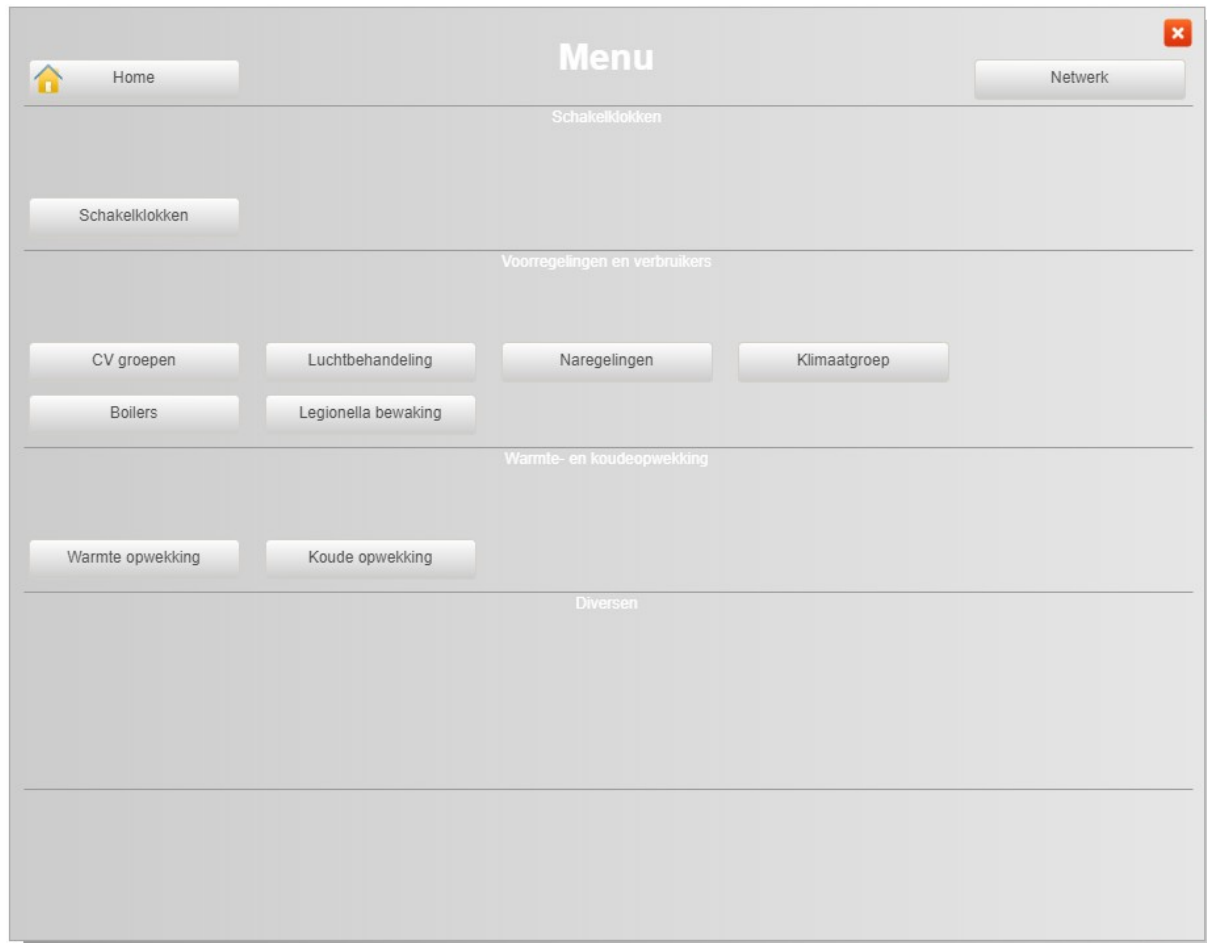 Menu
Home
Netwerk
Schakelklokken
Schakelklokken
Voorregelingen en verbruikers
CV groepen
Luchtbehandeling
Naregelingen
Klimaatgroep
Boilers
Legionella bewaking
Warmte- en koudeopwekking
Warmte opwekking
Koude opwekking
Diversen